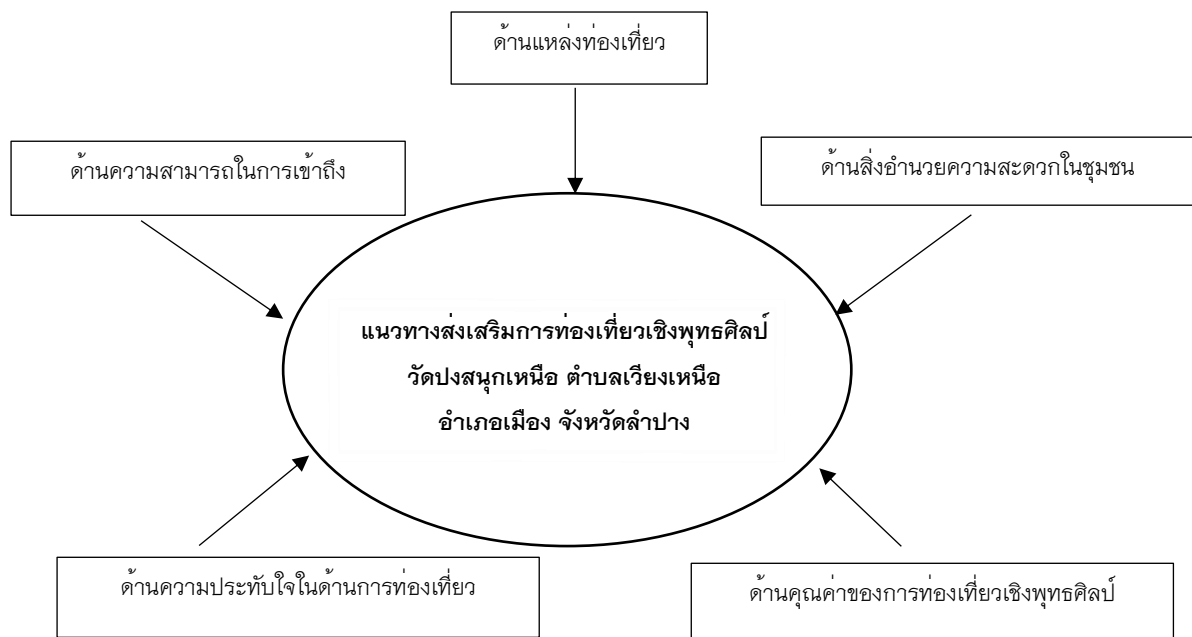 ด้านแหล่งท่องเที่ยว
ด้านความสามารถในการเข้าถึง
ด้านสิ่งอำนวยความสะดวกในชุมชน
แนวทางส่งเสริมการท่องเที่ยวเชิงพุทธศิลป์
วัดปงสนุกเหนือ ตำบลเวียงเหนือ
อำเภอเมือง จังหวัดลำปาง
ด้านความประทับใจในด้านการท่องเที่ยว
ด้านคุณค่าของการท่องเที่ยวเชิงพุทธศิลป์